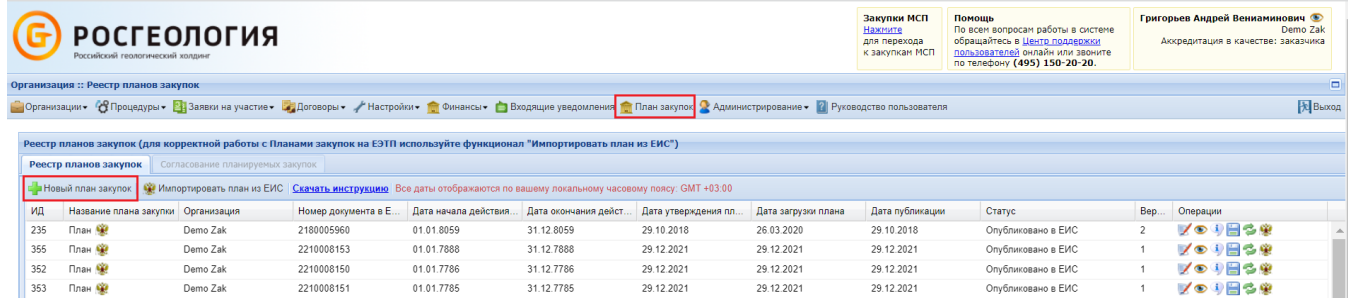 РОСГЕОЛОГИЯ
Российский геологический холдинг
Закупки МСП
Нажмите
для перехода
к закупкам МСП
Помощь
По всем вопросам работы в системе
обращайтесь в Центр поддержки
пользователей онлайн или звоните
по телефону (495) 150-20-20.
Григорьев Андрей Вениаминович
Demo Zak
Аккредитация в качестве: заказчика
Организация :: Реестр планов закупок
Организации Процедуры Заявки на участие Договоры Настройки Финансы Входящие уведомления План закупок Администрирование Руководство пользователя Выход
Реестр планов закупок (для корректной работы с Планами закупок на ЕЭТП используйте функционал "Импортировать план из ЕИС")
Реестр планов закупок Согласование планируемых закупок
Новый план закупок Импортировать план из ЕИС Скачать инструкцию Все даты отображаются по вашему локальному часовому поясу: GMT +03:00
ИД Название плана закупки Организация Номер документа в Е... Дата начала действия... Дата окончания дейст... Дата утверждения пл... Дата загрузки плана Дата публикации Статус Вер... Операции
235 План Demo Zak 2180005960 01.01.8059 31.12.8059 29.10.2018 26.03.2020 29.10.2018 Опубликовано в ЕИС 2
355 План Demo Zak 2210008153 01.01.7888 31.12.7888 29.12.2021 29.12.2021 29.12.2021 Опубликовано в ЕИС 1
352 План Demo Zak 2210008150 01.01.7786 31.12.7786 29.12.2021 29.12.2021 29.12.2021 Опубликовано в ЕИС 1
353 План Demo Zak 2210008151 01.01.7785 31.12.7785 29.12.2021 29.12.2021 29.12.2021 Опубликовано в ЕИС 1